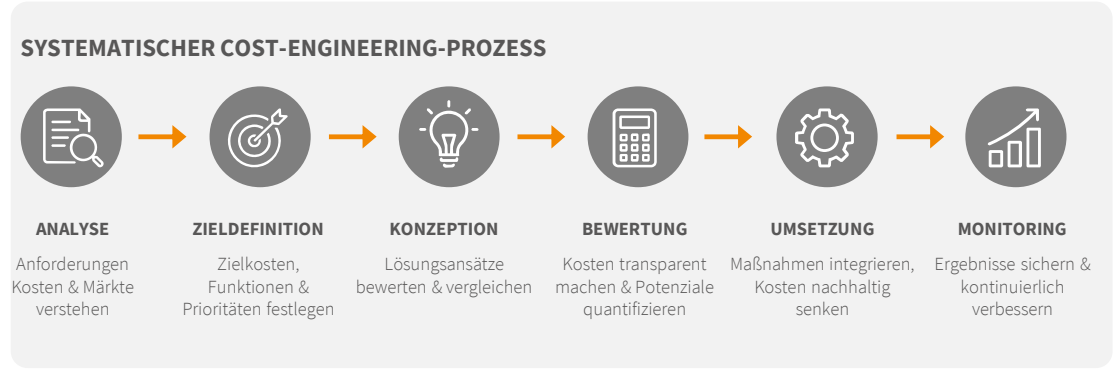 SYSTEMATISCHER COST-ENGINEERING-PROZESS
ANALYSE
Anforderungen
Kosten & Märkte
verstehen
ZIELDEFINITION
Zielkosten,
Funktionen &
Prioritäten festlegen
KONZEPTION
Lösungsansätze
bewerten & vergleichen
BEWERTUNG
Kosten transparent
machen & Potenziale
quantifizieren
UMSETZUNG
Maßnahmen integrieren,
Kosten nachhaltig
senken
MONITORING
Ergebnisse sichern &
kontinuierlich
verbessern